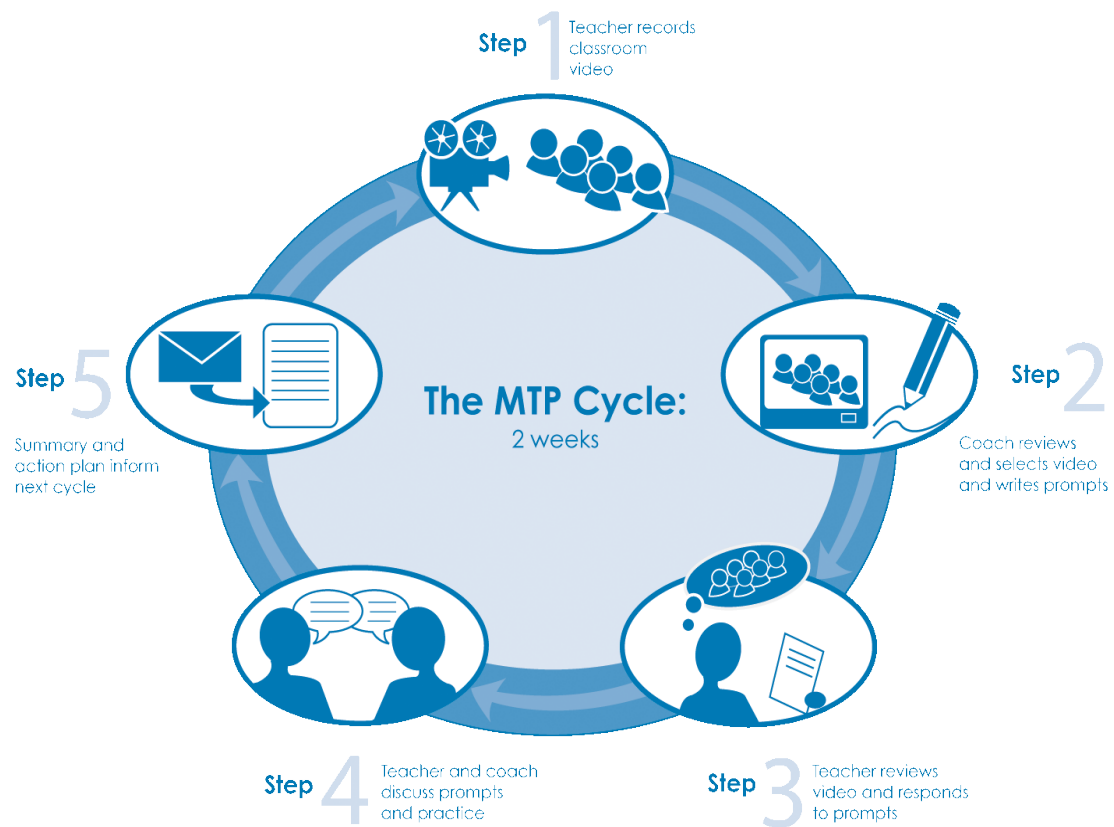 Step 1
Teacher records
classroom
video
The MTP Cycle:
2 weeks
Step 2
Coach reviews
and selects video
and writes prompts
Step 3
Teacher reviews
video and responds
to prompts
Step 4
Teacher and coach
discuss prompts
and practice
Step 5
Summary and
action plan inform
next cycle